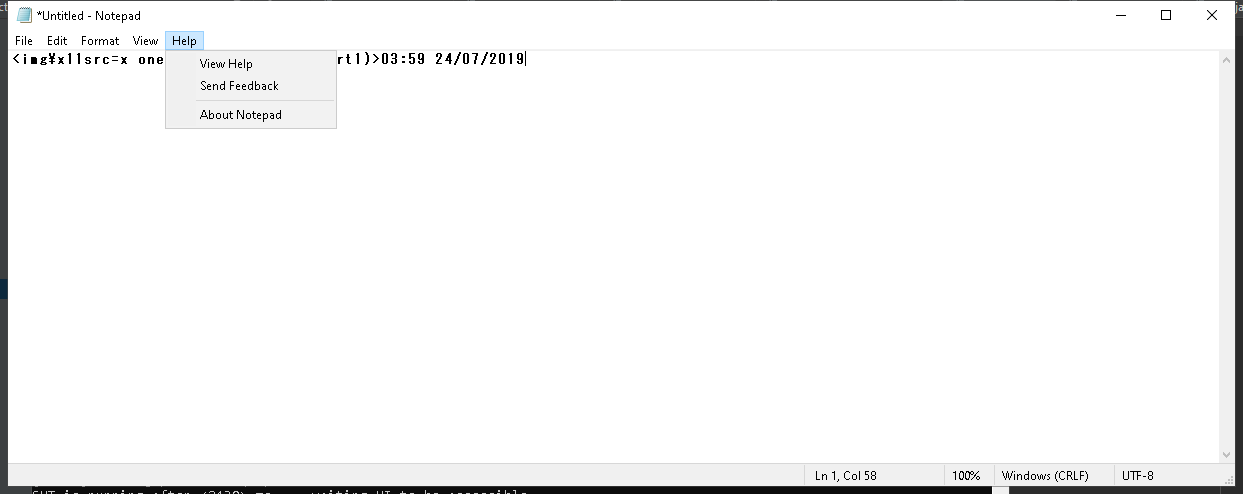 *Untitled - Notepad
File Edit Format View Help
<img¥x11src=x one rt1)>03:59 24/07/2019
View Help
Send Feedback
About Notepad
Ln 1, Col 58 100% Windows (CRLF) UTF-8